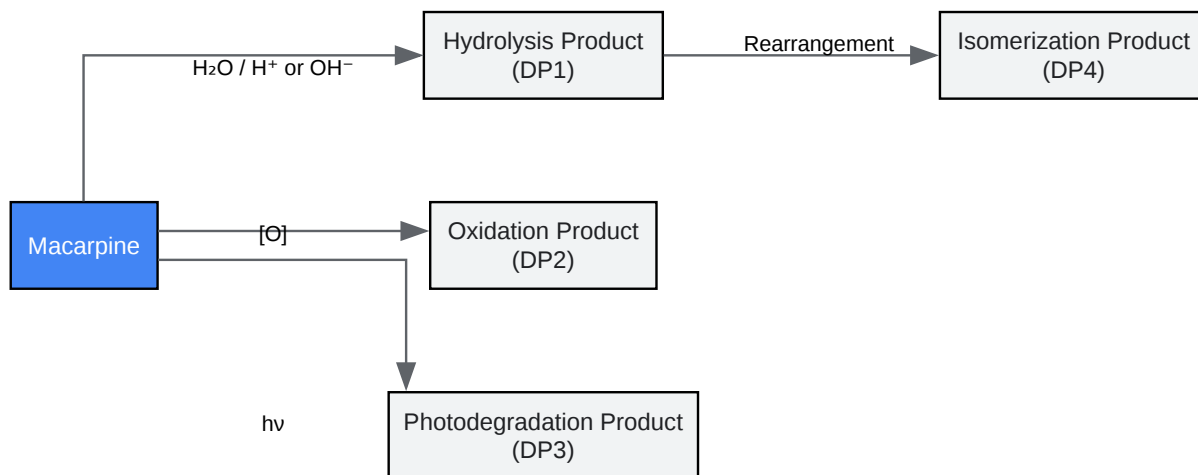 Hydrolysis Product
(DP1)
Rearrangement
Isomerization Product
(DP4)
H₂O / H⁺ or OH⁻
Macarpine
[O]
Oxidation Product
(DP2)
hν
Photodegradation Product
(DP3)